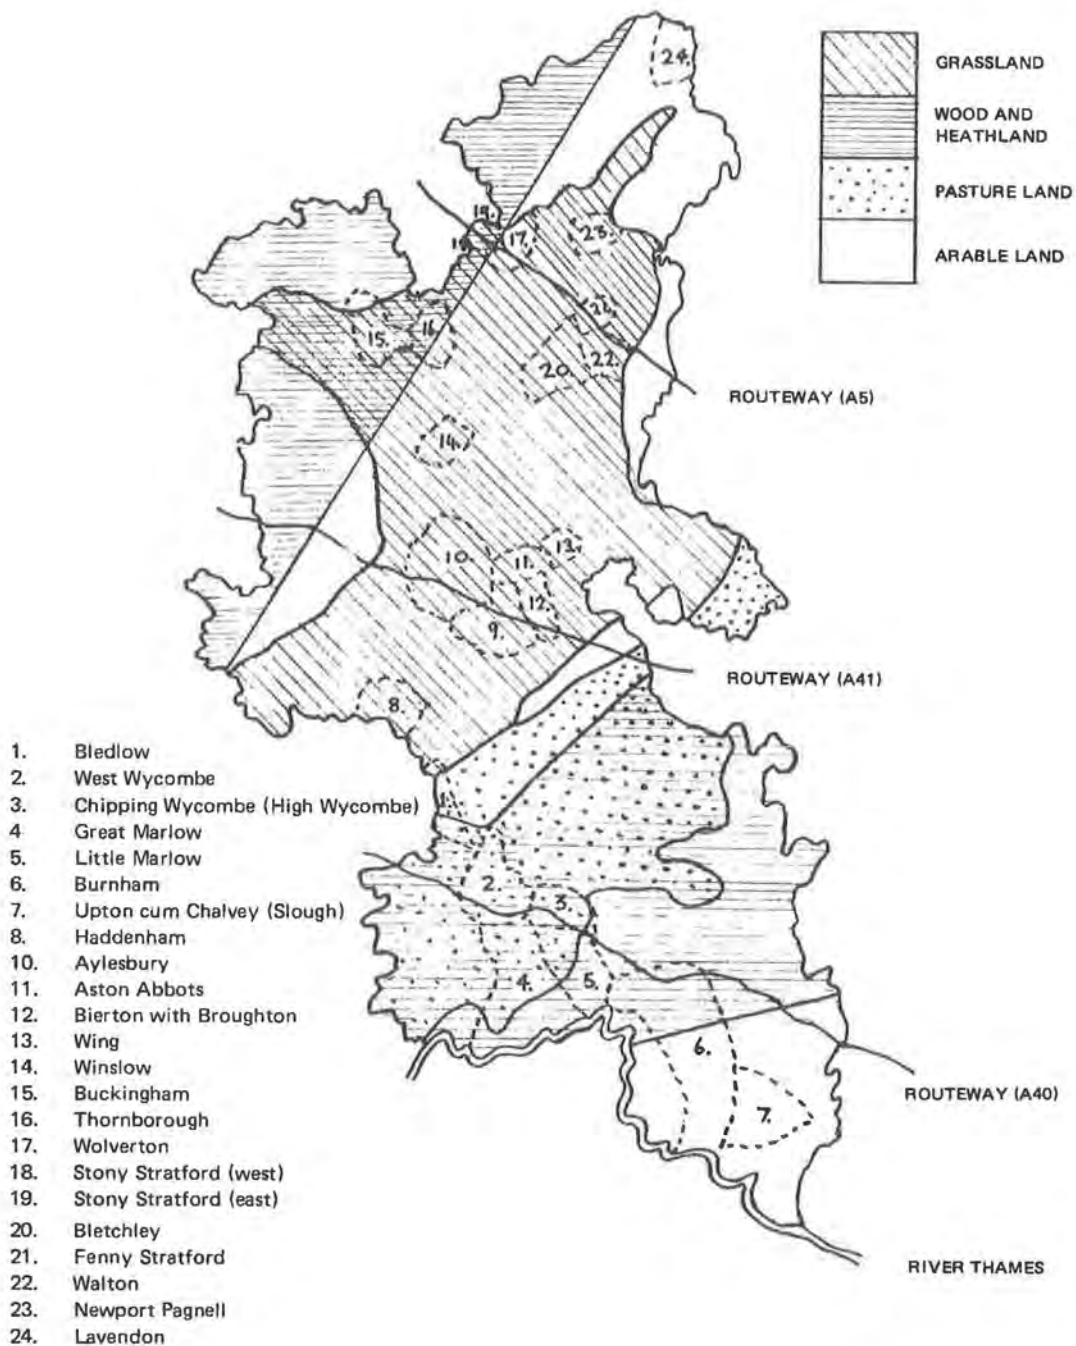 24.
GRASSLAND
WOOD AND
HEATHLAND
PASTURE LAND
ARABLE LAND
19.
17.
23.
15.
16.
20.
22.
ROUTEWAY (A5)
14.
10.
11.
13.
12.
9.
ROUTEWAY (A41)
8.
1. Bledlow
2. West Wycombe
3. Chipping Wycombe (High Wycombe)
4 Great Marlow
5. Little Marlow
6. Burnham
7. Upton cum Chalvey (Slough)
8. Haddenham
10. Aylesbury
11. Aston Abbots
12. Bierton with Broughton
13. Wing
14. Winslow
15. Buckingham
16. Thornborough
17. Wolverton
18. Stony Stratford (west)
19. Stony Stratford (east)
20. Bletchley
21. Fenny Stratford
22. Walton
23. Newport Pagnell
24. Lavendon
2.
3.
4.
5.
6.
7.
ROUTEWAY (A40)
RIVER THAMES